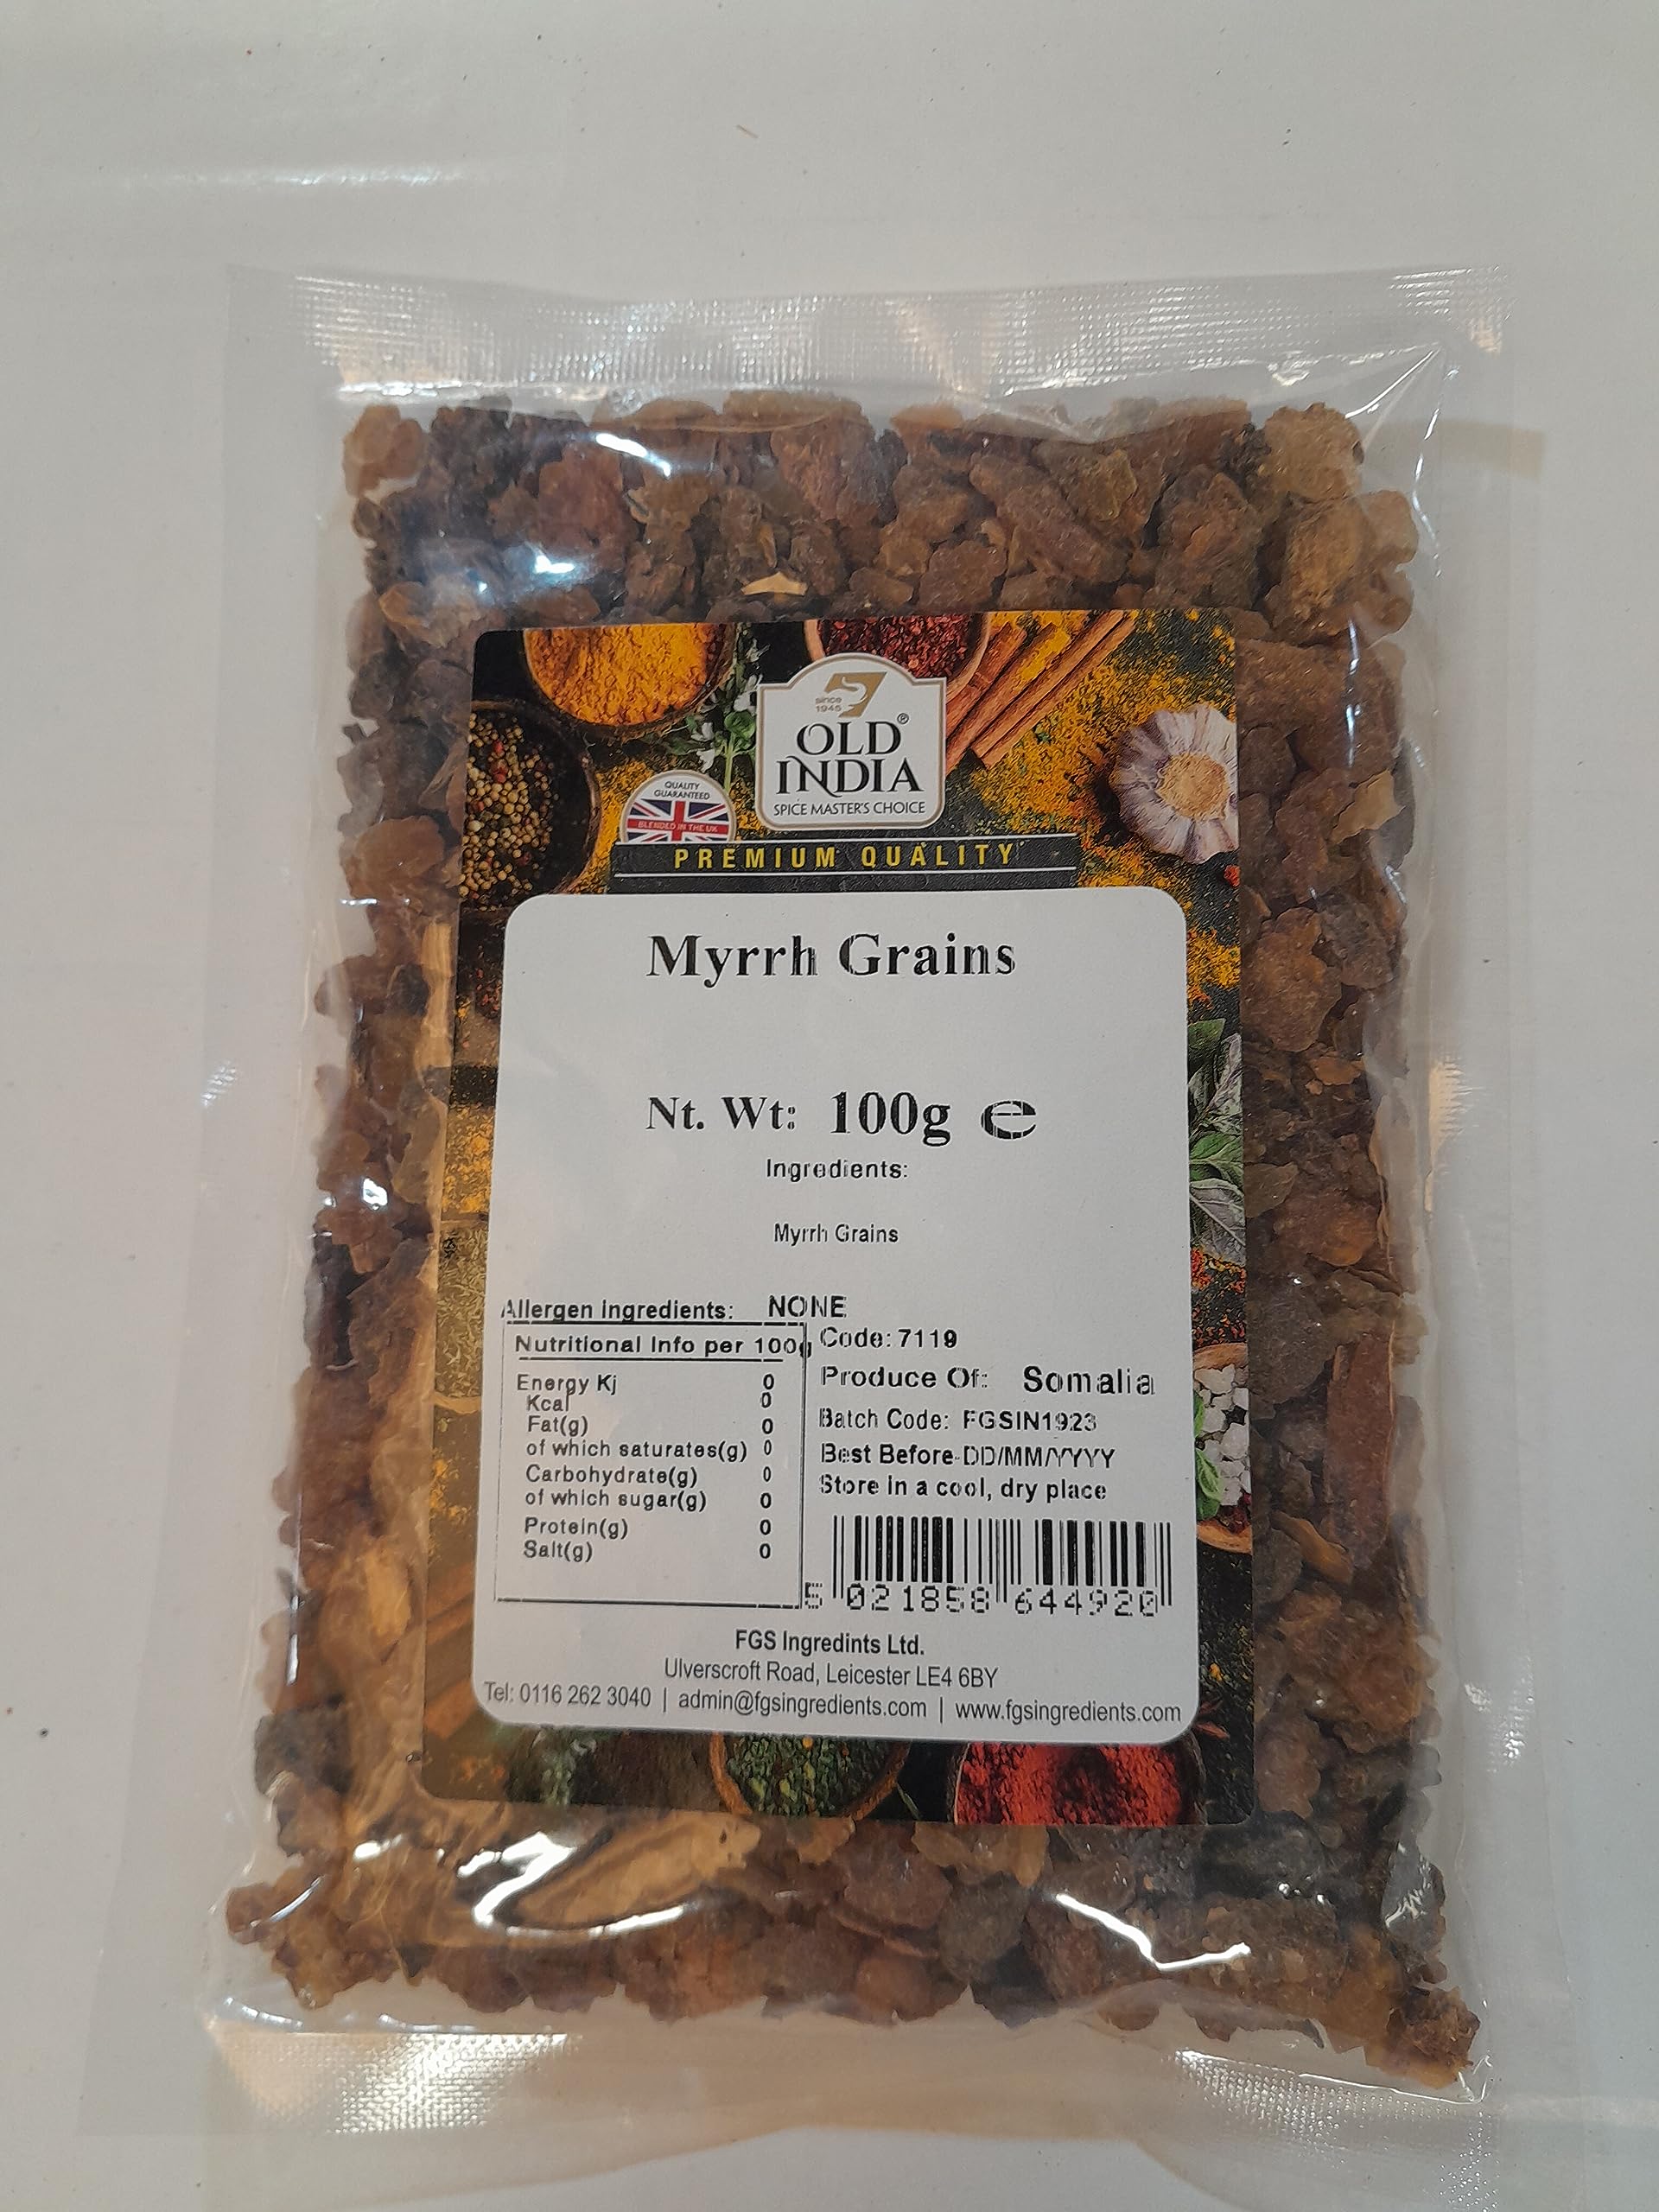 since
1945
OLD®
INDIA
SPICE MASTER'S CHOICE
QUALITY
GUARANTEED
BLENDED IN THE UK
PREMIUM QUALITY
Myrrh Grains
Nt. Wt: 100g ℮
Ingredients:
Myrrh Grains
Allergen ingredients: NONE
Nutritional Info per 100g
Energy Kj 0
Kcal 0
Fat(g) 0
of which saturates(g) 0
Carbohydrate(g) 0
of which sugar(g) 0
Protein(g) 0
Salt(g) 0
Code: 7119
Produce Of: Somalia
Batch Code: FGSIN1923
Best Before-DD/MM/YYYY
Store in a cool, dry place
5 021858 644920
FGS Ingredints Ltd.
Ulverscroft Road, Leicester LE4 6BY
Tel: 0116 262 3040 | admin@fgsingredients.com | www.fgsingredients.com